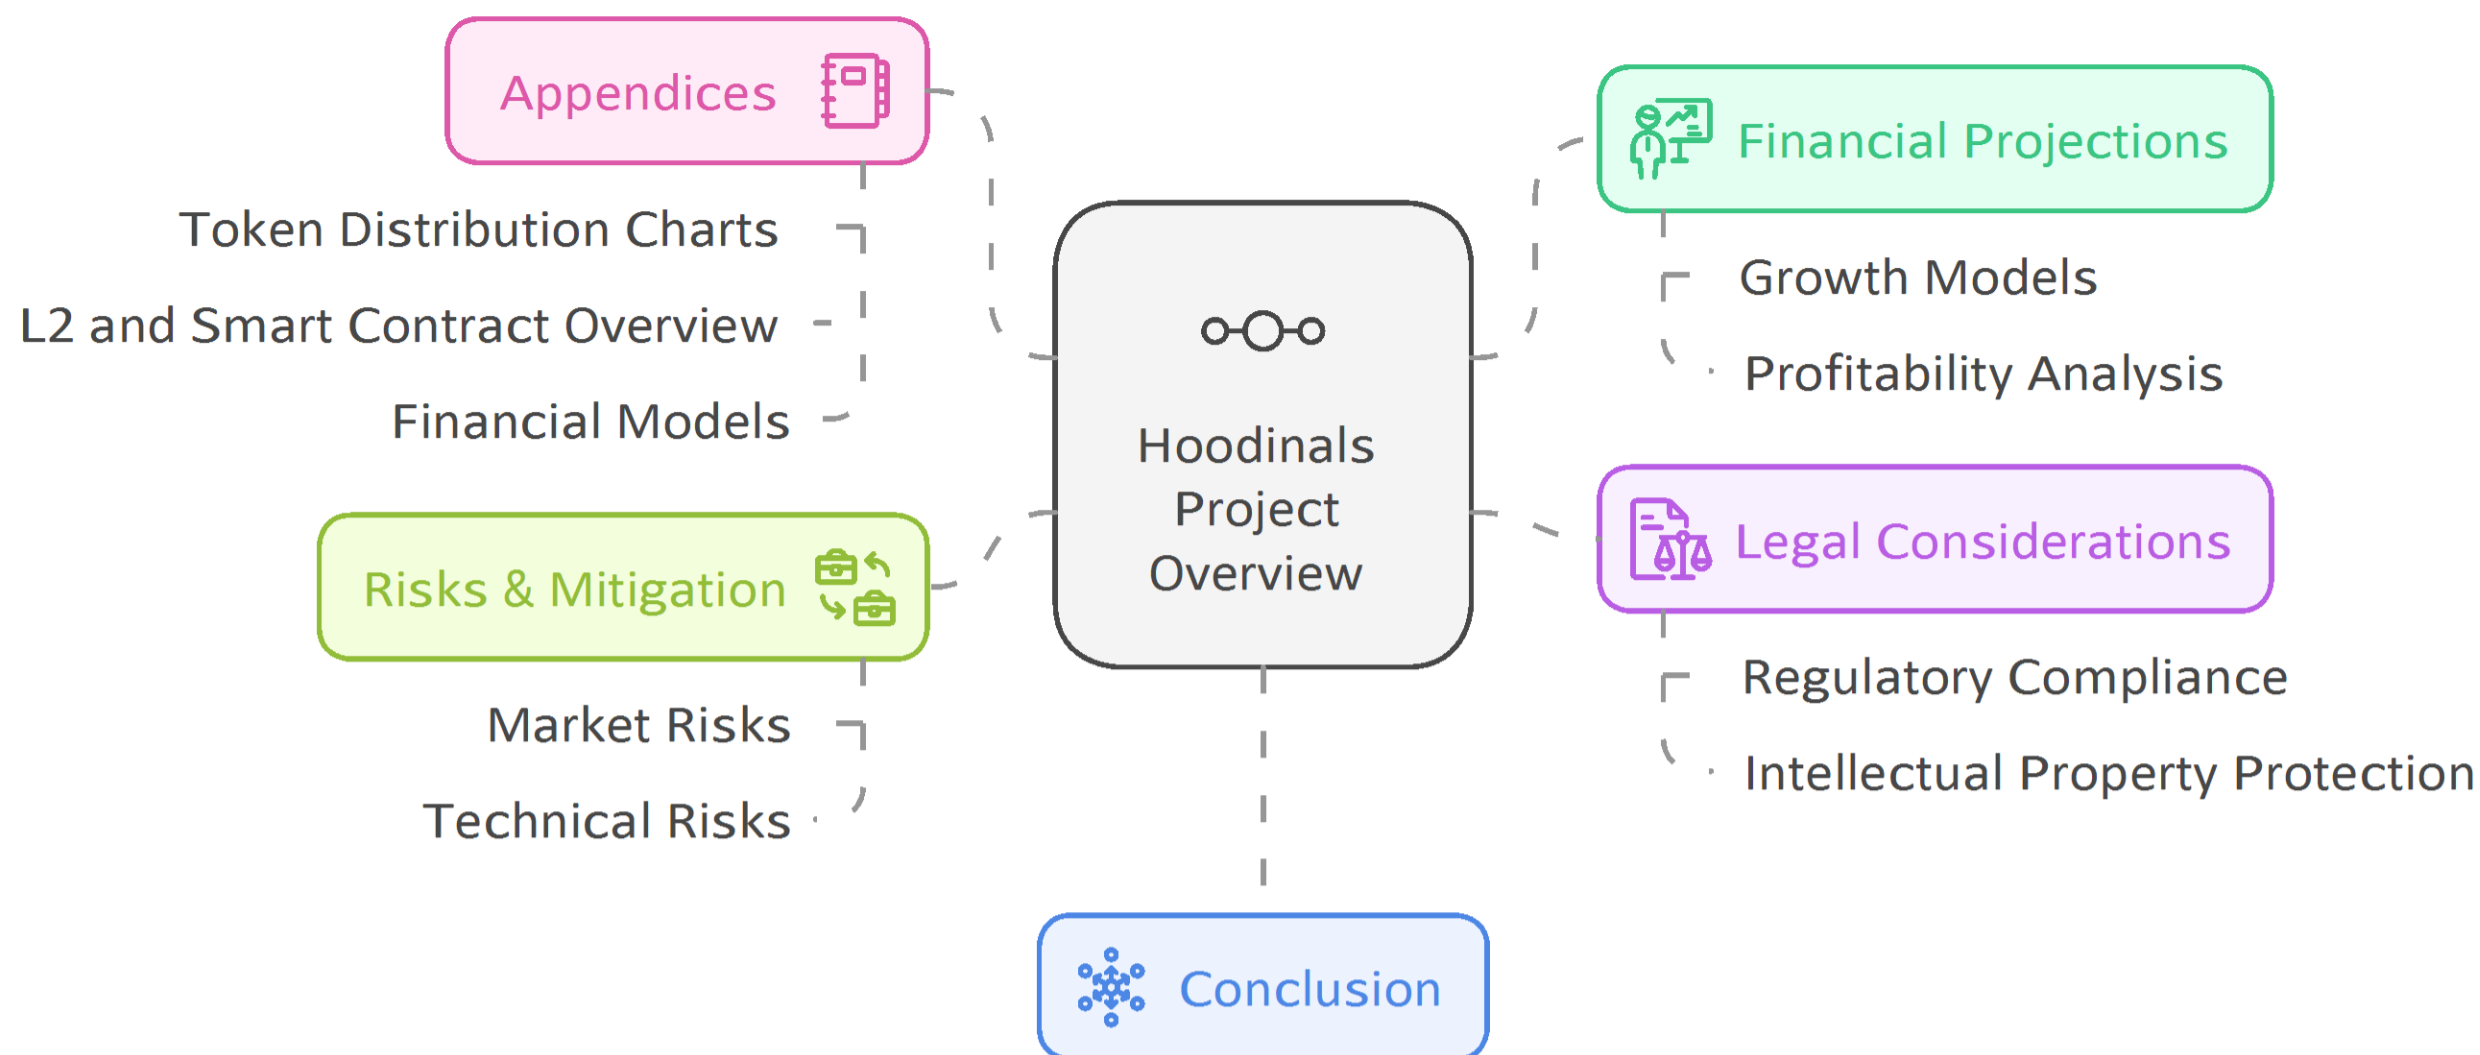 Appendices
Token Distribution Charts
L2 and Smart Contract Overview
Financial Models
Risks & Mitigation
Market Risks
Technical Risks
Hoodinals
Project
Overview
Financial Projections
Growth Models
Profitability Analysis
Legal Considerations
Regulatory Compliance
Intellectual Property Protection
Conclusion